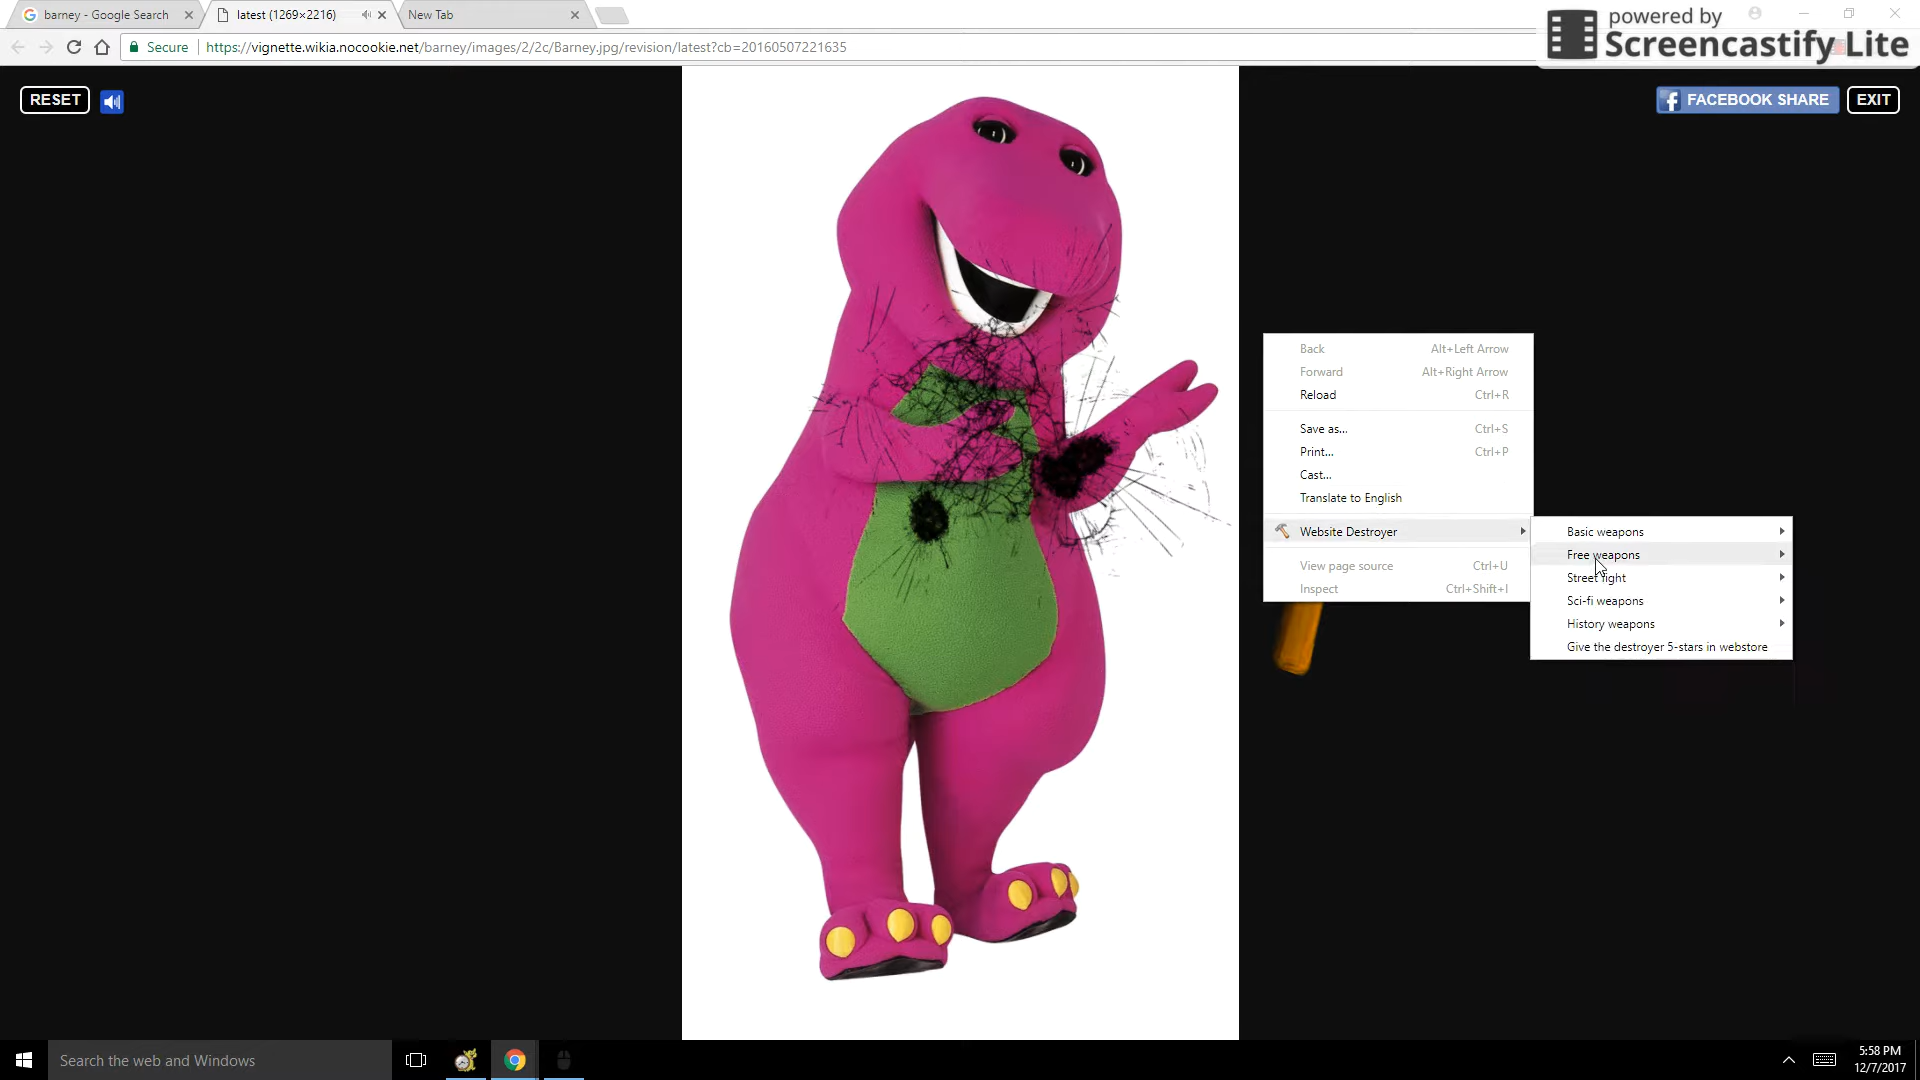 barney - Google Search
latest (1269×2216)
New Tab
powered by
Screencastify Lite
Secure
https://vignette.wikia.nocookie.net/barney/images/2/2c/Barney.jpg/revision/latest?cb=20160507221635
RESET
FACEBOOK SHARE
EXIT
Back Alt+Left Arrow
Forward Alt+Right Arrow
Reload Ctrl+R
Save as... Ctrl+S
Print... Ctrl+P
Cast...
Translate to English
Website Destroyer
View page source Ctrl+U
Inspect Ctrl+Shift+I
Basic weapons
Free weapons
Street fight
Sci-fi weapons
History weapons
Give the destroyer 5-stars in webstore
Search the web and Windows
5:58 PM
12/7/2017